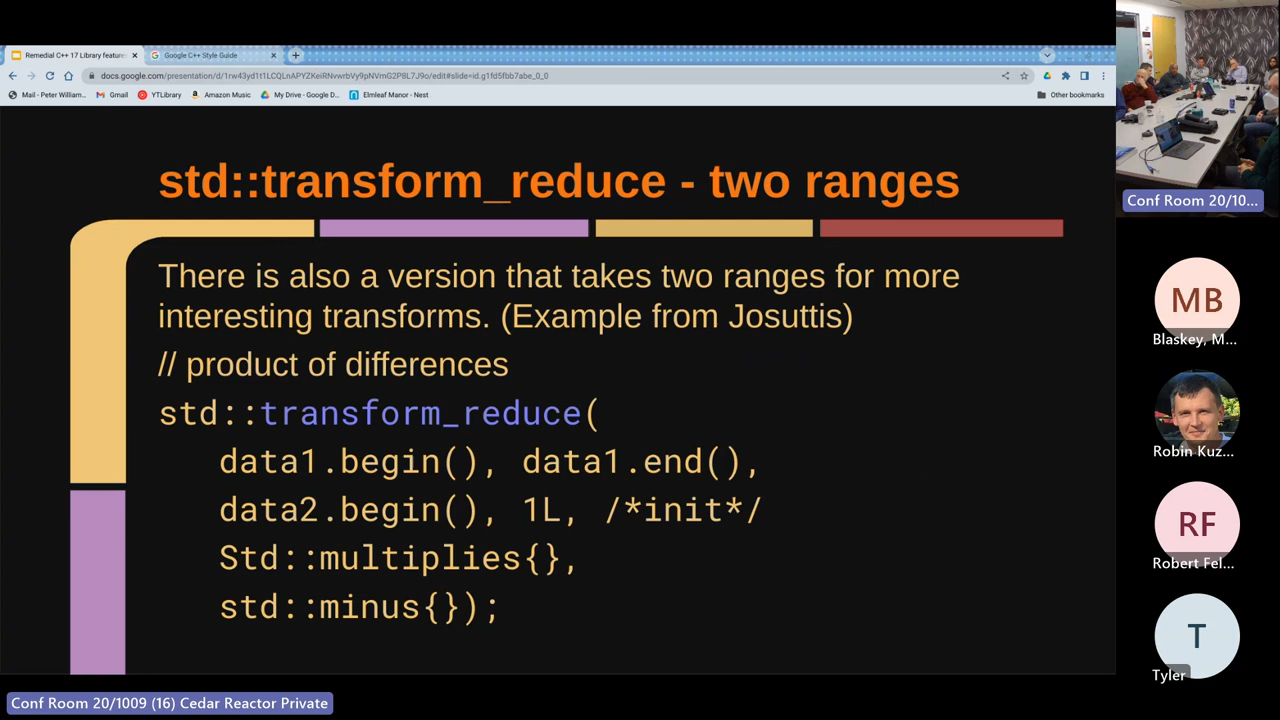 Remedial C++ 17 Library feature
Google C++ Style Guide
docs.google.com/presentation/d/1rw43yd1t1LCQLnAPYZKeiRNvwrbVy9pNVmG2P8L7J9o/edit#slide=id.g1fd5fbb7abe_0_0
Mail - Peter William...
Gmail
YTLibrary
Amazon Music
My Drive - Google D...
Elmleaf Manor - Nest
Other bookmarks
std::transform_reduce - two ranges
There is also a version that takes two ranges for more
interesting transforms. (Example from Josuttis)
// product of differences
std::transform_reduce(
data1.begin(), data1.end(),
data2.begin(), 1L, /*init*/
Std::multiplies{},
std::minus{});
Conf Room 20/10...
MB
Blaskey, M...
Robin Kuz...
RF
Robert Fel...
T
Tyler
Conf Room 20/1009 (16) Cedar Reactor Private